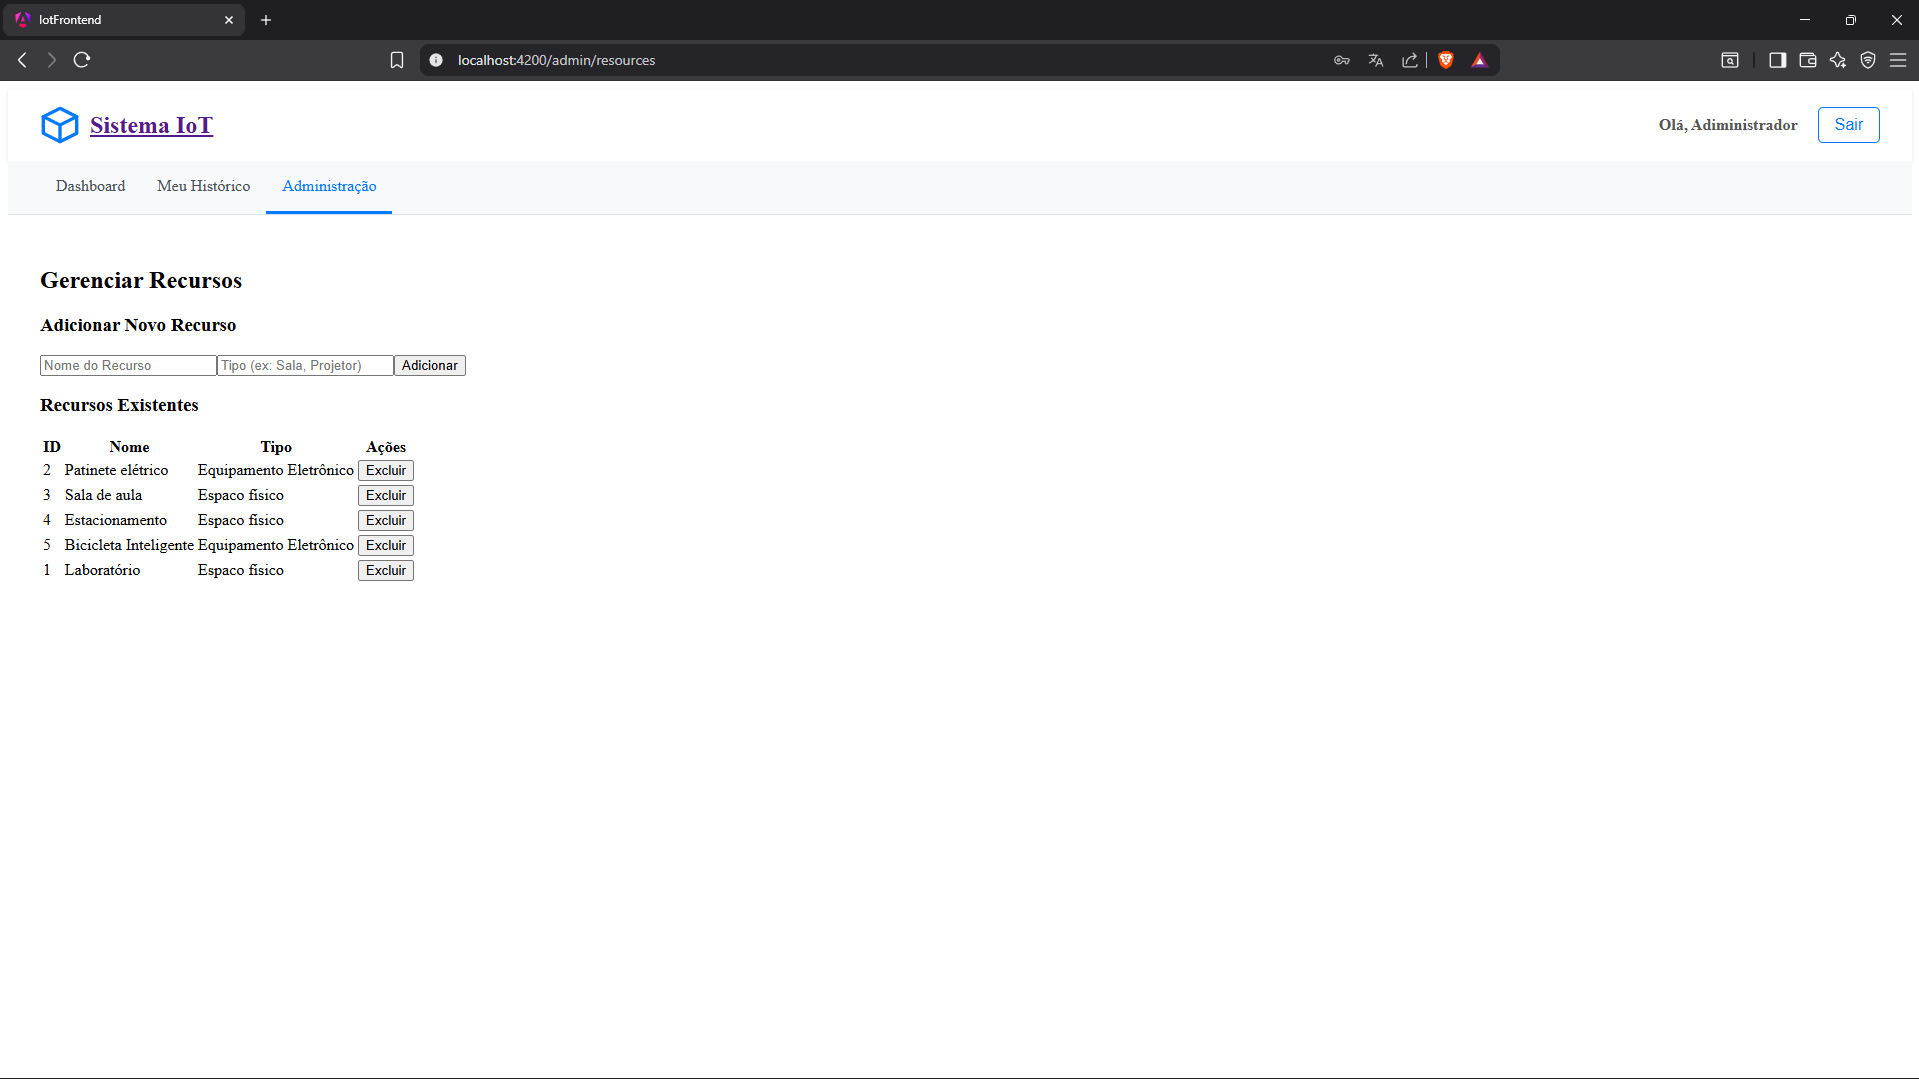 IotFrontend
localhost:4200/admin/resources
Sistema IoT
Olá, Adiministrador
Sair
Dashboard Meu Histórico Administração
Gerenciar Recursos
Adicionar Novo Recurso
Nome do Recurso Tipo (ex: Sala, Projetor) Adicionar
Recursos Existentes
ID Nome Tipo Ações
2 Patinete elétrico Equipamento Eletrônico Excluir
3 Sala de aula Espaco físico Excluir
4 Estacionamento Espaco físico Excluir
5 Bicicleta Inteligente Equipamento Eletrônico Excluir
1 Laboratório Espaco físico Excluir